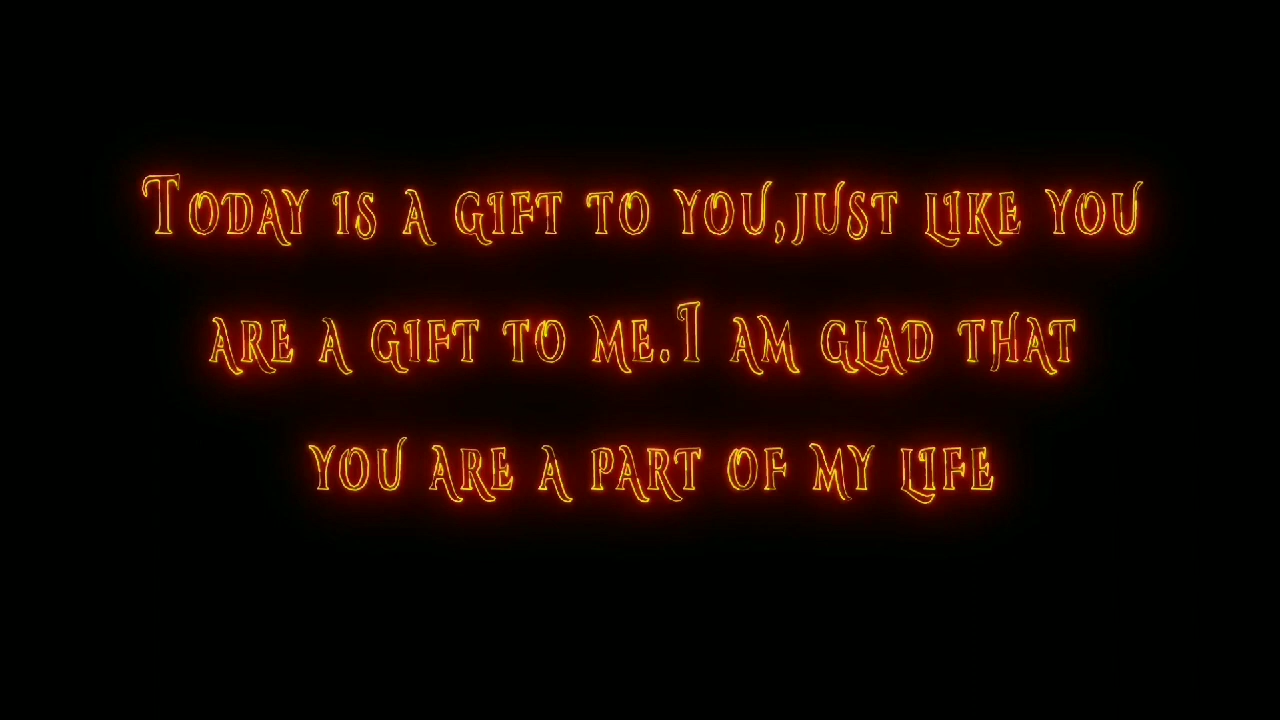 Today is a gift to you,just like you
are a gift to me.I am glad that
you are a part of my life